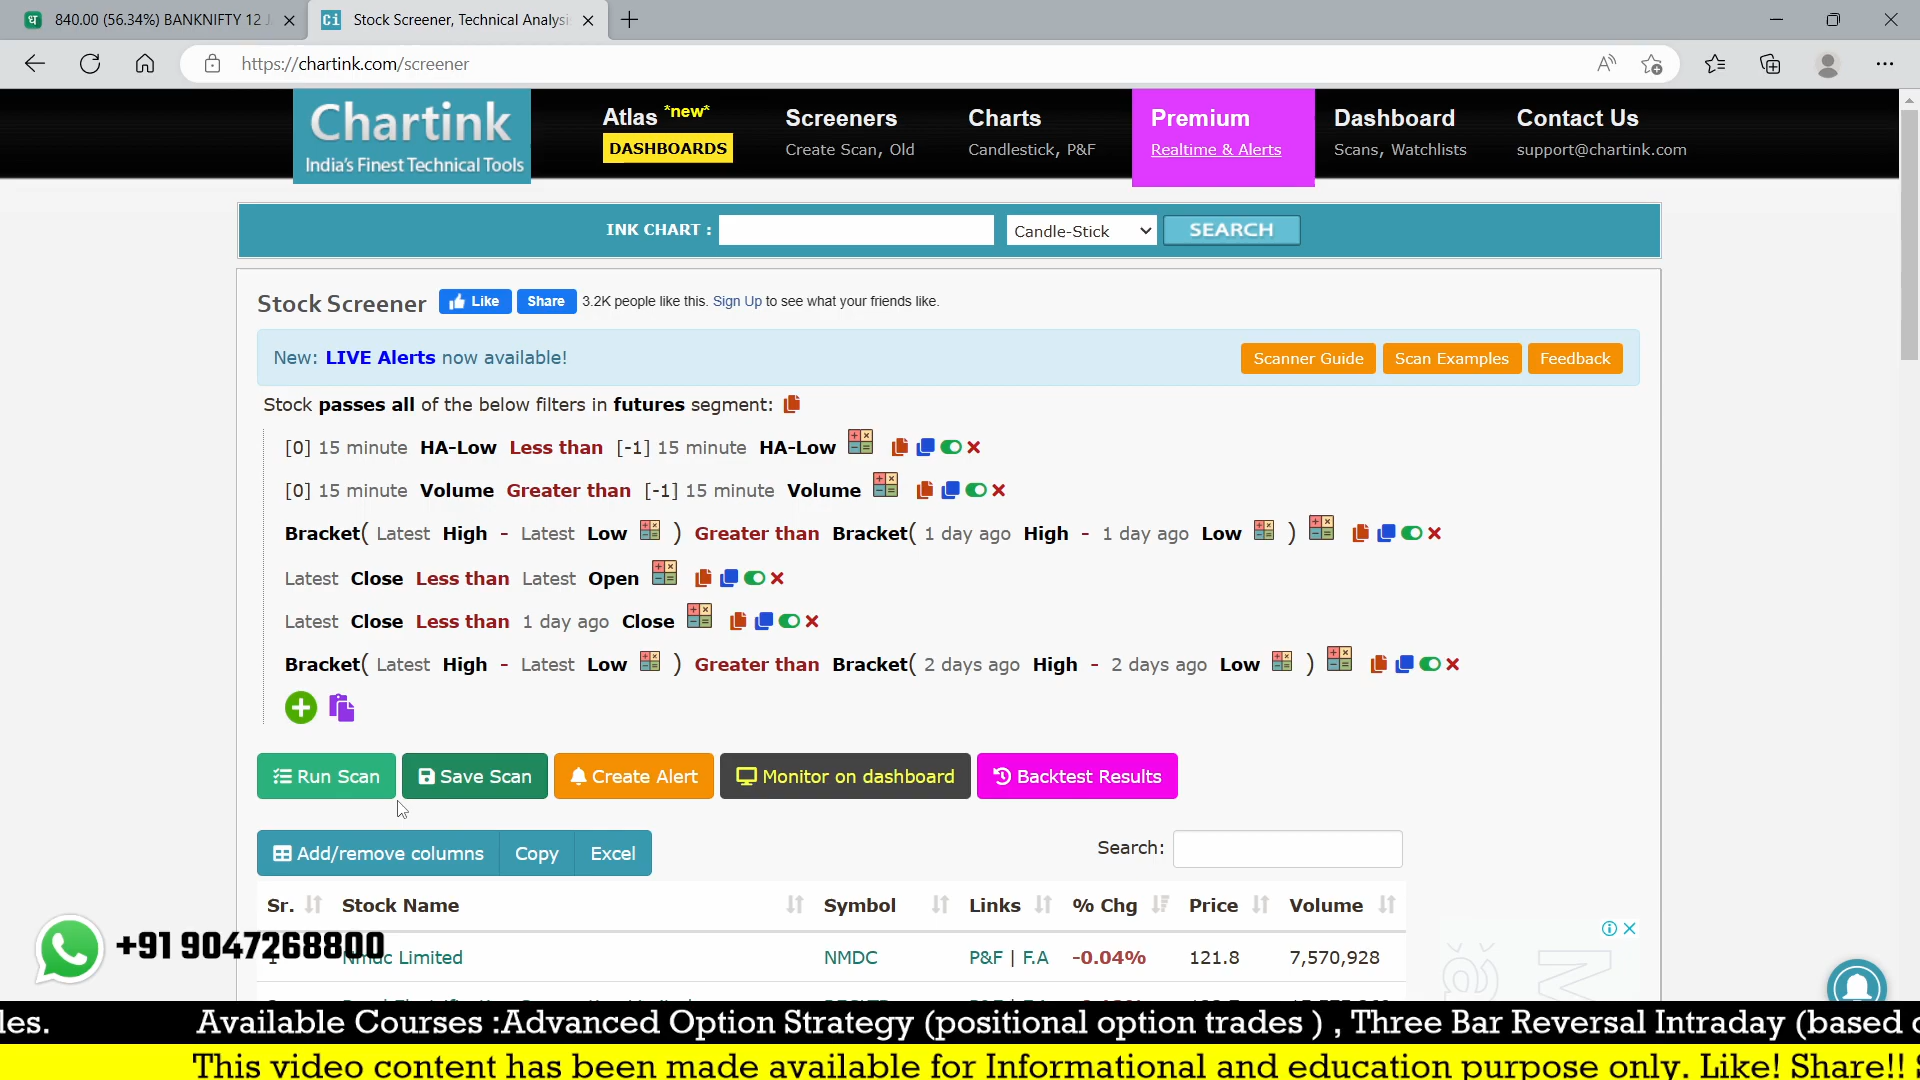 840.00 (56.34%) BANKNIFTY 12 J
Ci Stock Screener, Technical Analysi
https://chartink.com/screener
Chartink
India's Finest Technical Tools
Atlas *new*
DASHBOARDS
Screeners
Create Scan, Old
Charts
Candlestick, P&F
Premium
Realtime & Alerts
Dashboard
Scans, Watchlists
Contact Us
support@chartink.com
INK CHART : Candle-Stick SEARCH
Stock Screener Like Share 3.2K people like this. Sign Up to see what your friends like.
New: LIVE Alerts now available! Scanner Guide Scan Examples Feedback
Stock passes all of the below filters in futures segment:
[0] 15 minute HA-Low Less than [-1] 15 minute HA-Low
[0] 15 minute Volume Greater than [-1] 15 minute Volume
Bracket( Latest High - Latest Low ) Greater than Bracket( 1 day ago High - 1 day ago Low )
Latest Close Less than Latest Open
Latest Close Less than 1 day ago Close
Bracket( Latest High - Latest Low ) Greater than Bracket( 2 days ago High - 2 days ago Low )
Run Scan Save Scan Create Alert Monitor on dashboard Backtest Results
Add/remove columns Copy Excel Search:
Sr. Stock Name Symbol Links % Chg Price Volume
1 Nmdc Limited NMDC P&F | F.A -0.04% 121.8 7,570,928
+91 9047268800
les. Available Courses :Advanced Option Strategy (positional option trades ) , Three Bar Reversal Intraday (based
This video content has been made available for Informational and education purpose only. Like! Share!!